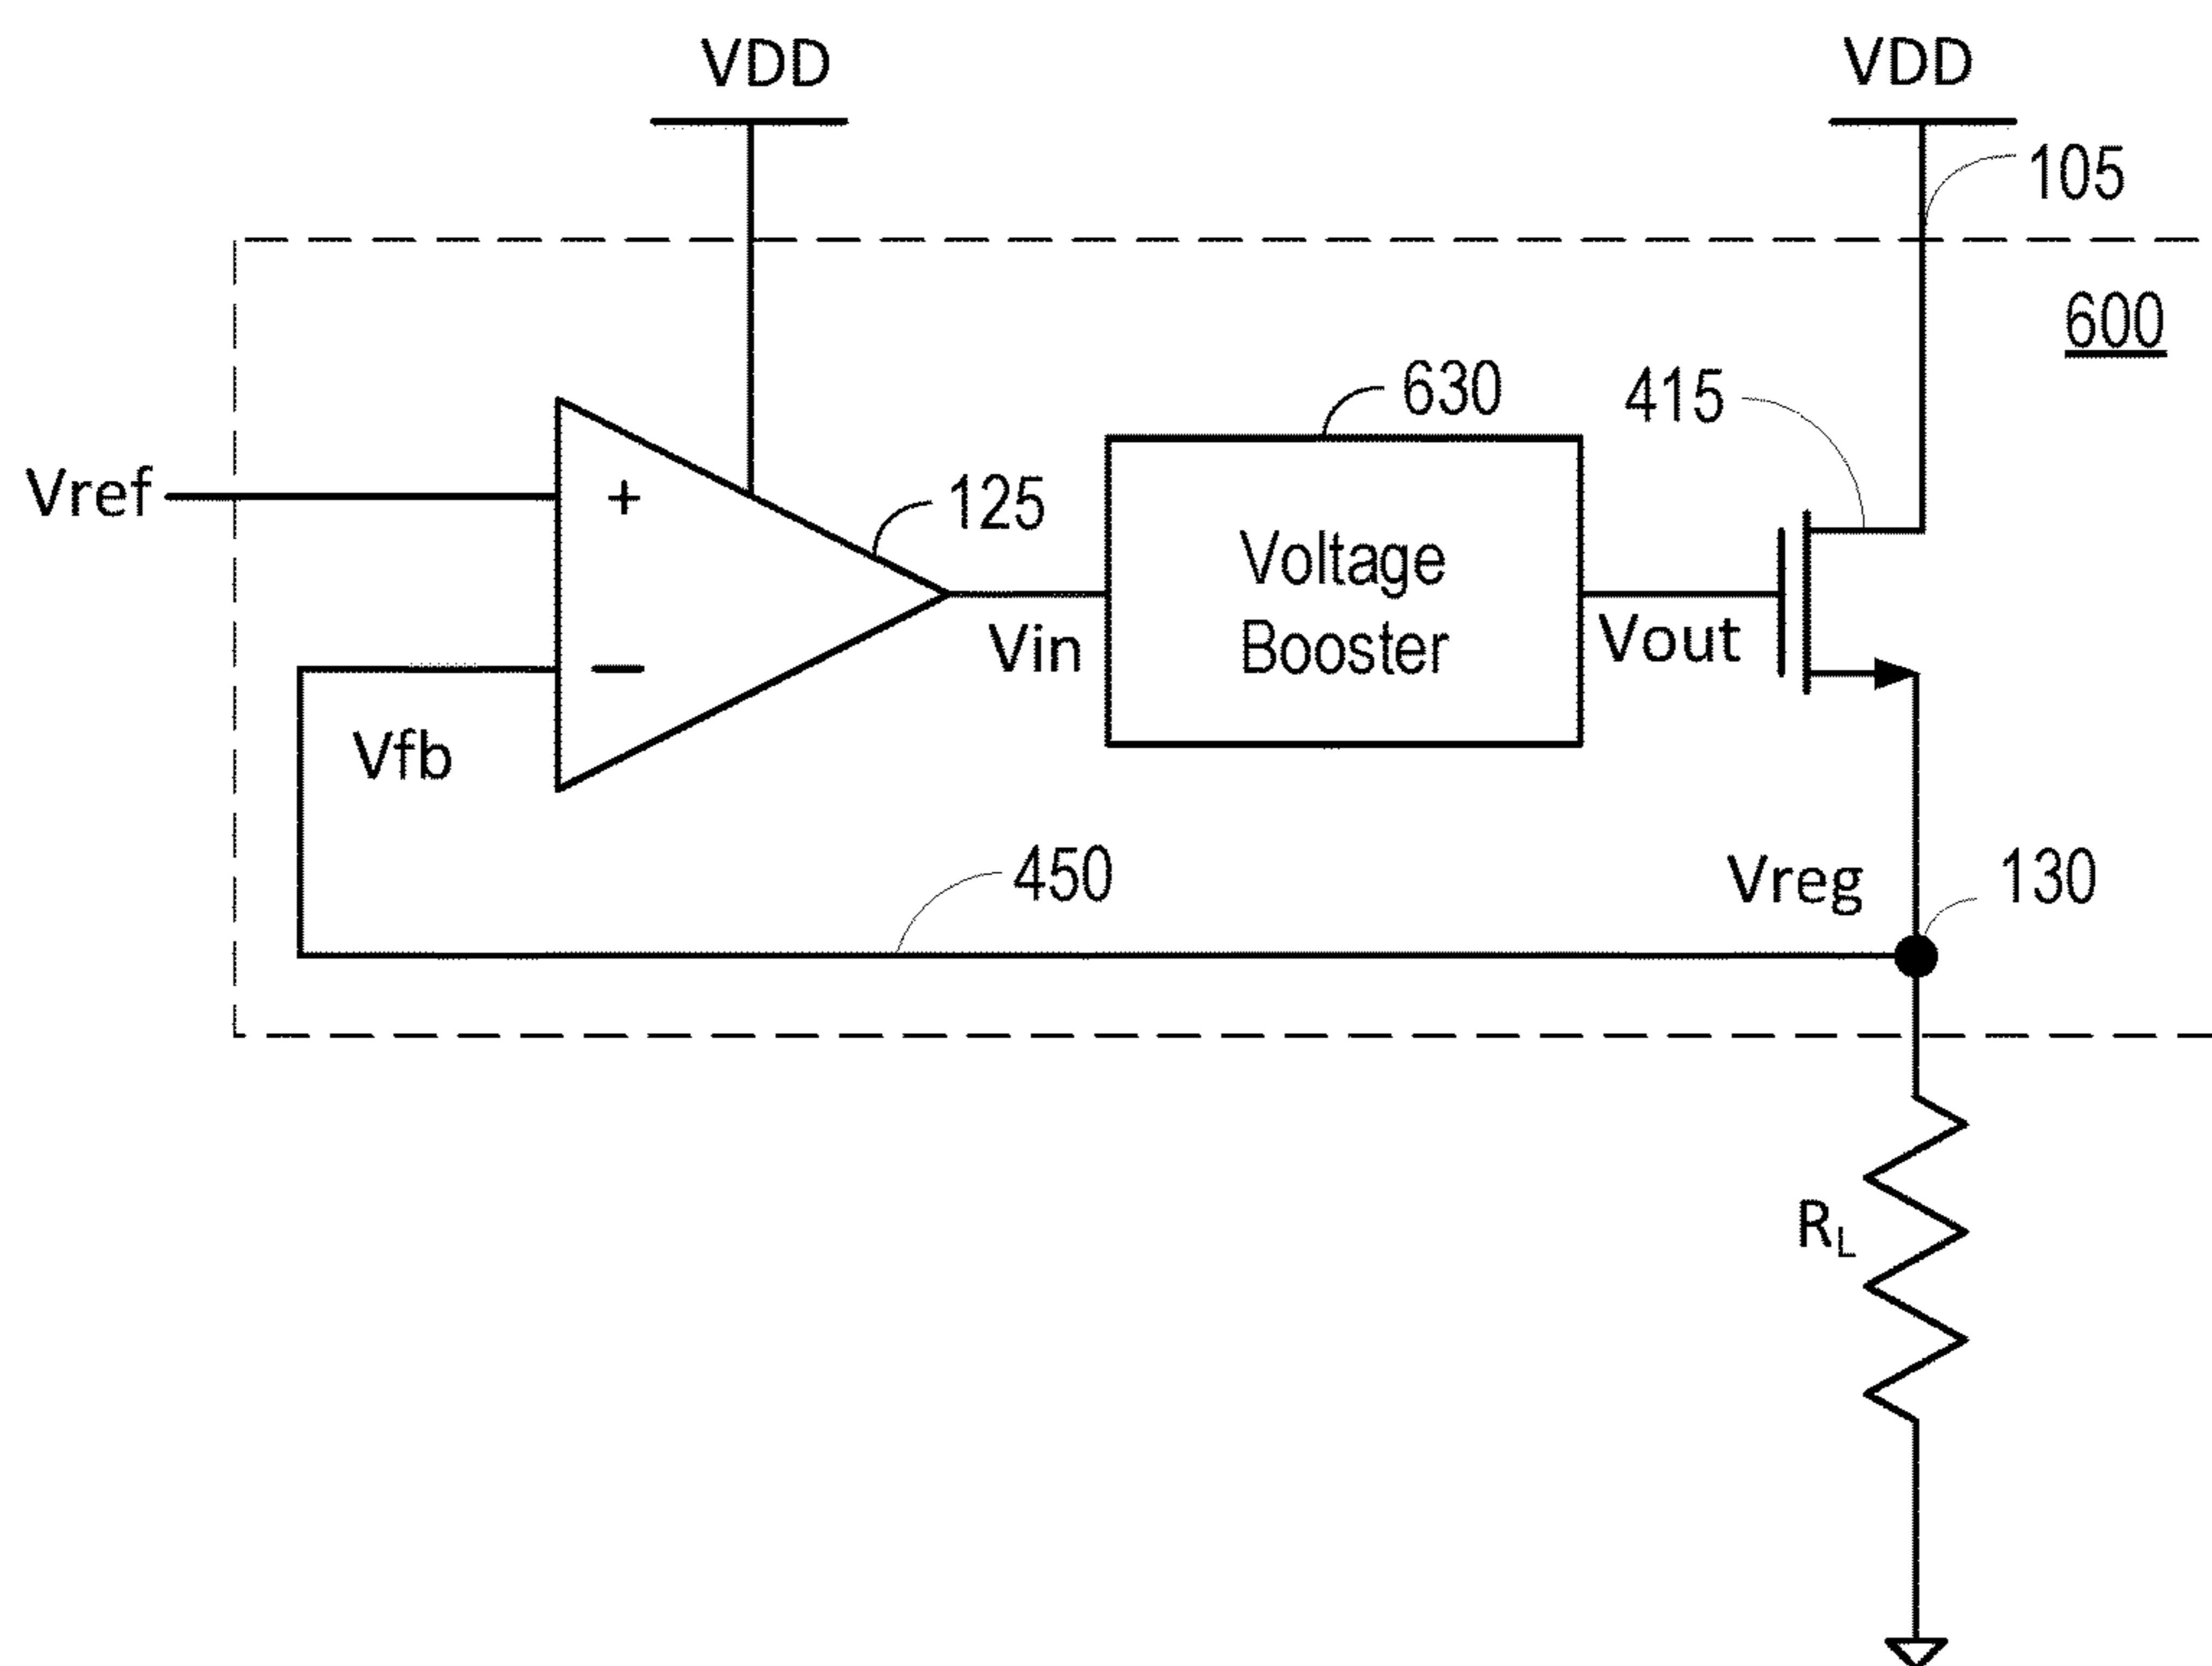 VDD
VDD
105
600
630
415
Vref
+
125
Voltage
Booster
Vin
Vout
−
Vfb
450
Vreg
130
RL